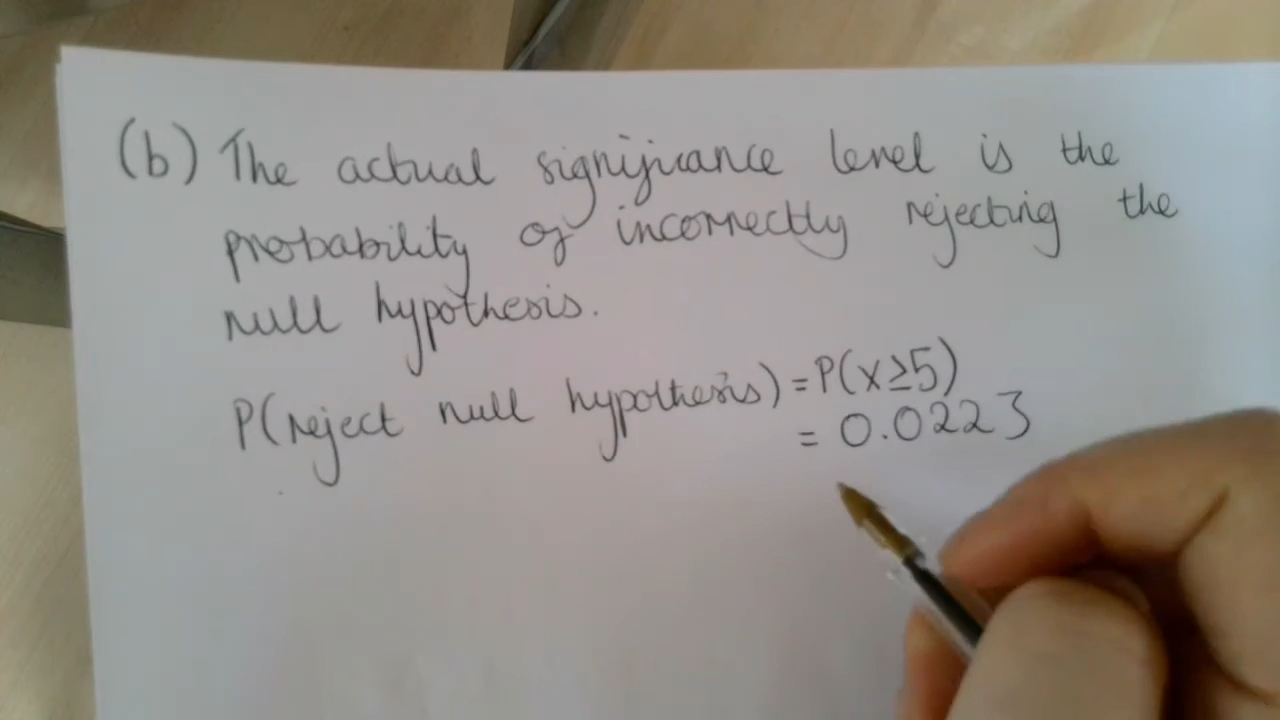 (b) The actual significance level is the
probability of incorrectly rejecting the
null hypothesis.
P(reject null hypothesis) = P(X≥5)
= 0.0223